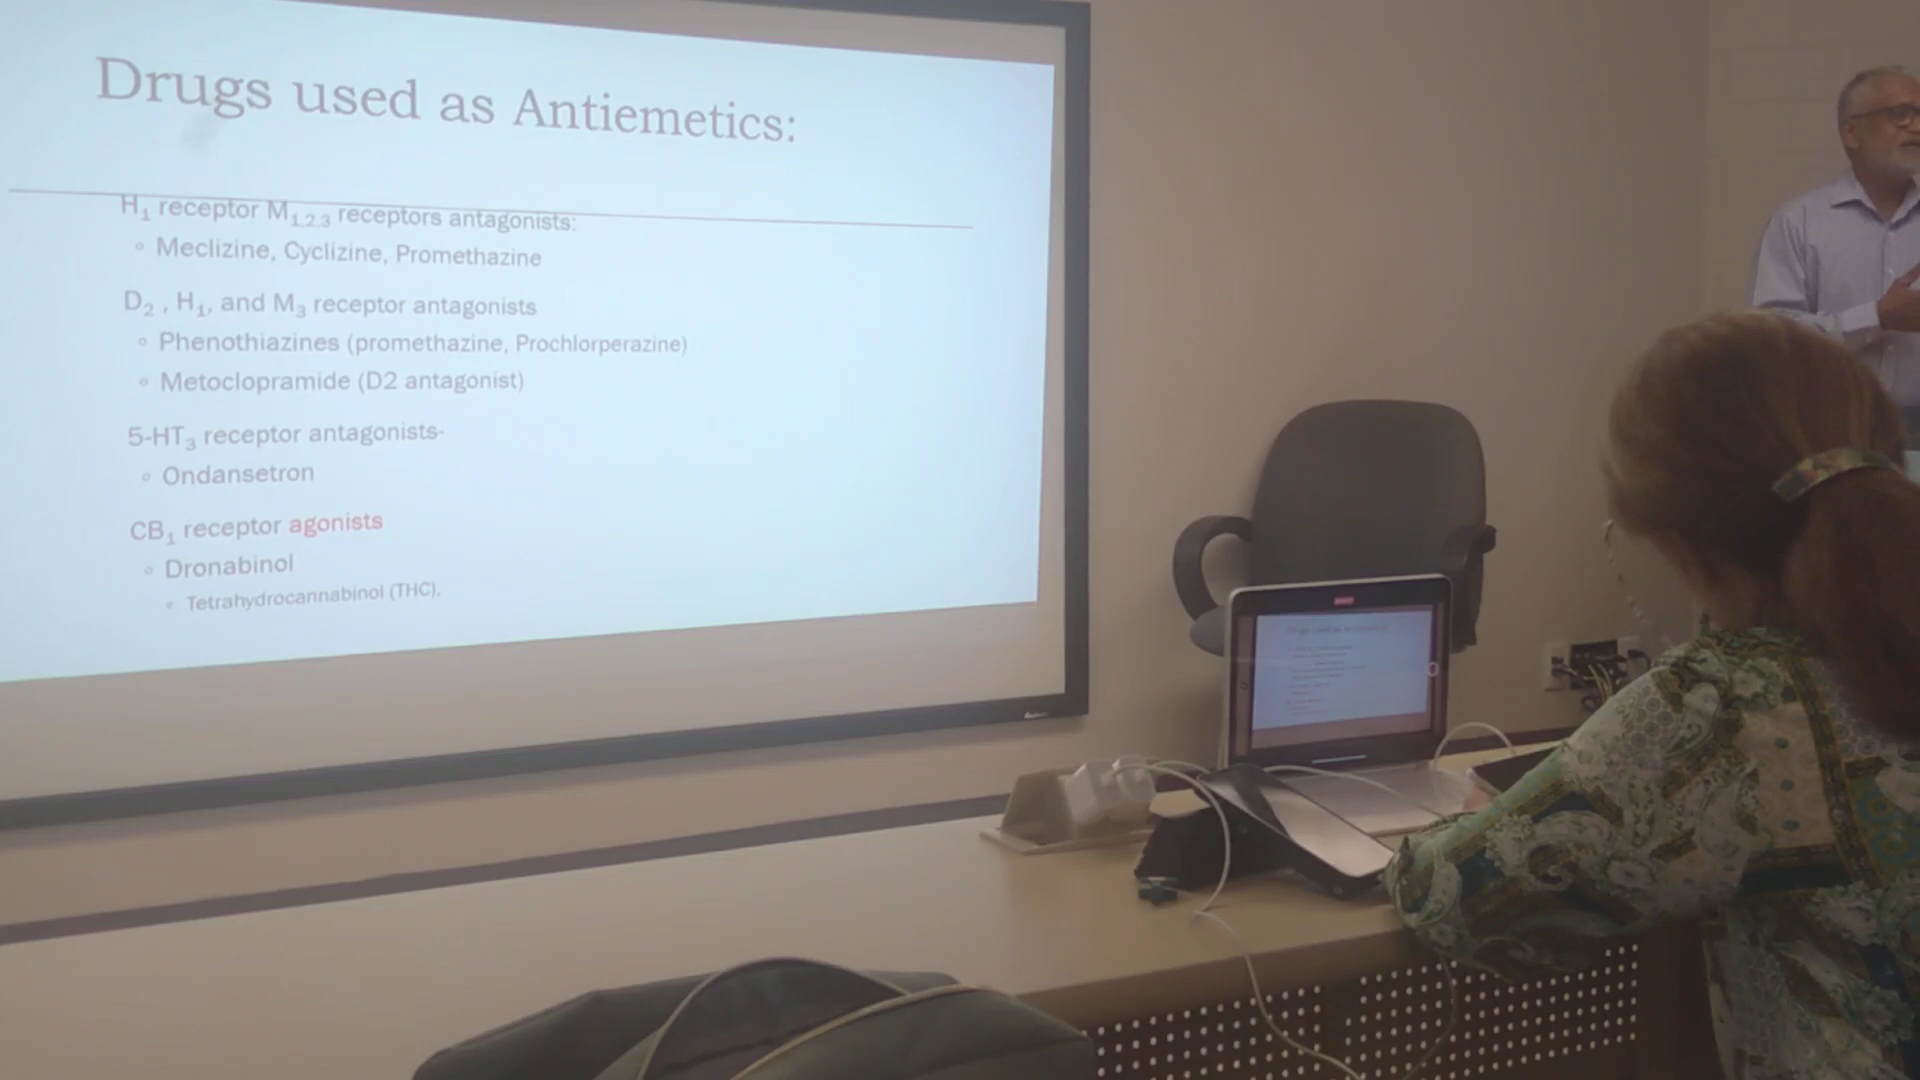 Drugs used as Antiemetics:
H₁ receptor M₁,₂,₃ receptors antagonists:
◦ Meclizine, Cyclizine, Promethazine
D₂ , H₁, and M₃ receptor antagonists
◦ Phenothiazines (promethazine, Prochlorperazine)
◦ Metoclopramide (D2 antagonist)
5-HT₃ receptor antagonists-
◦ Ondansetron
CB₁ receptor agonists
◦ Dronabinol
◦ Tetrahydrocannabinol (THC).